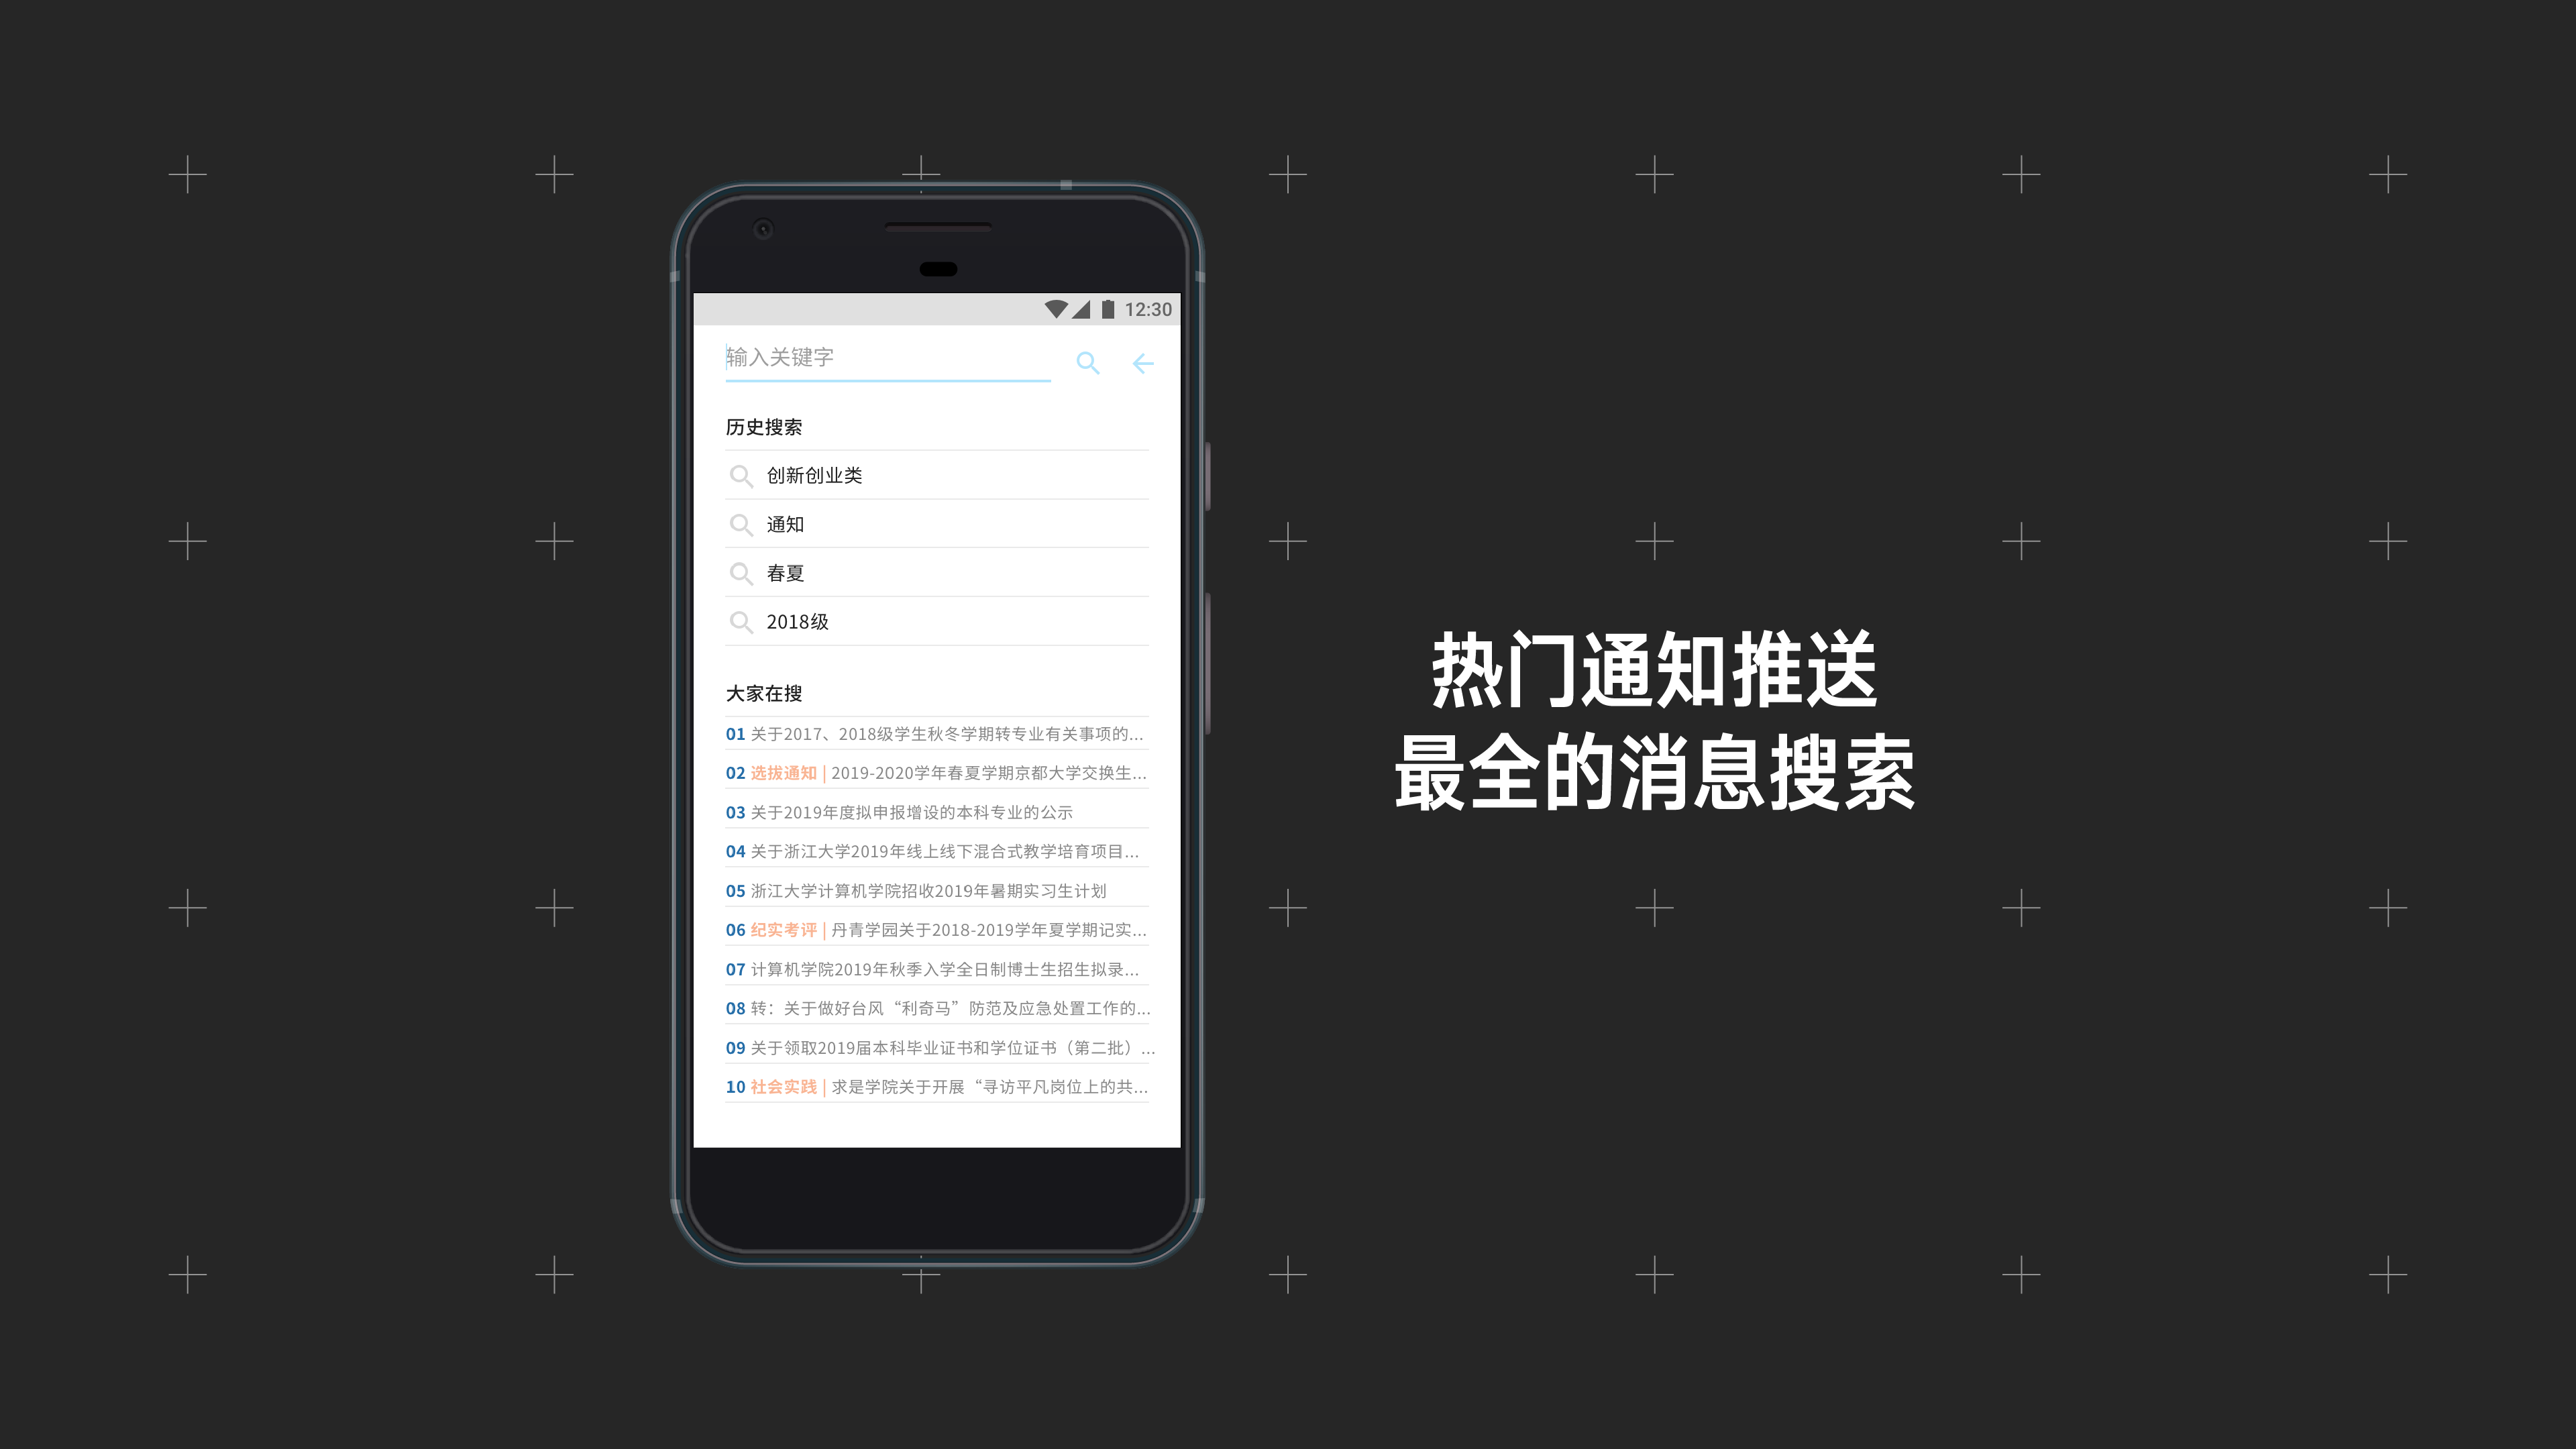 12:30
输入关键字
历史搜索
创新创业类
通知
春夏
2018级
大家在搜
01 关于2017、2018级学生秋冬学期转专业有关事项的...
02 选拔通知 | 2019-2020学年春夏学期京都大学交换生...
03 关于2019年度拟申报增设的本科专业的公示
04 关于浙江大学2019年线上线下混合式教学培育项目...
05 浙江大学计算机学院招收2019年暑期实习生计划
06 纪实考评 | 丹青学园关于2018-2019学年夏学期记实...
07 计算机学院2019年秋季入学全日制博士生招生拟录...
08 转：关于做好台风“利奇马”防范及应急处置工作的...
09 关于领取2019届本科毕业证书和学位证书（第二批）...
10 社会实践 | 求是学院关于开展“寻访平凡岗位上的共...
热门通知推送
最全的消息搜索